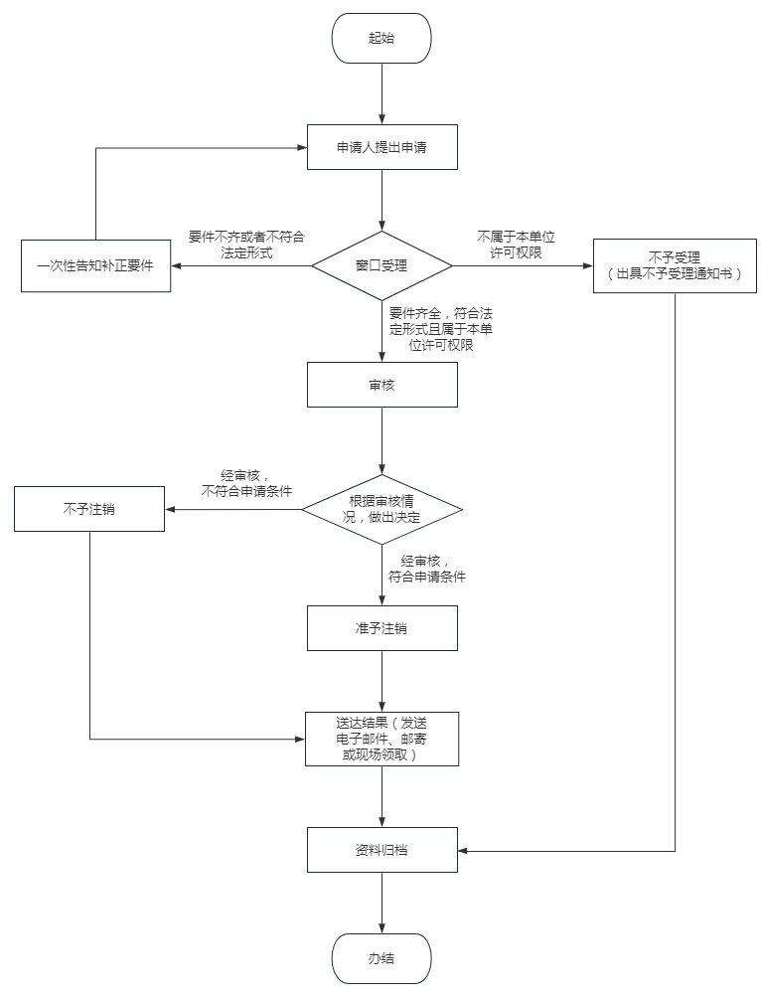 起始
申请人提出申请
要件不齐或者不符合
法定形式
不属于本单位
许可权限
一次性告知补正要件
窗口受理
不予受理
（出具不予受理通知书）
要件齐全，符合法
定形式且属于本单
位许可权限
审核
经审核，
不符合申请条件
不予注销
根据审核情
况，做出决定
经审核，
符合申请条件
准予注销
送达结果（发送
电子邮件、邮寄
或现场领取）
资料归档
办结